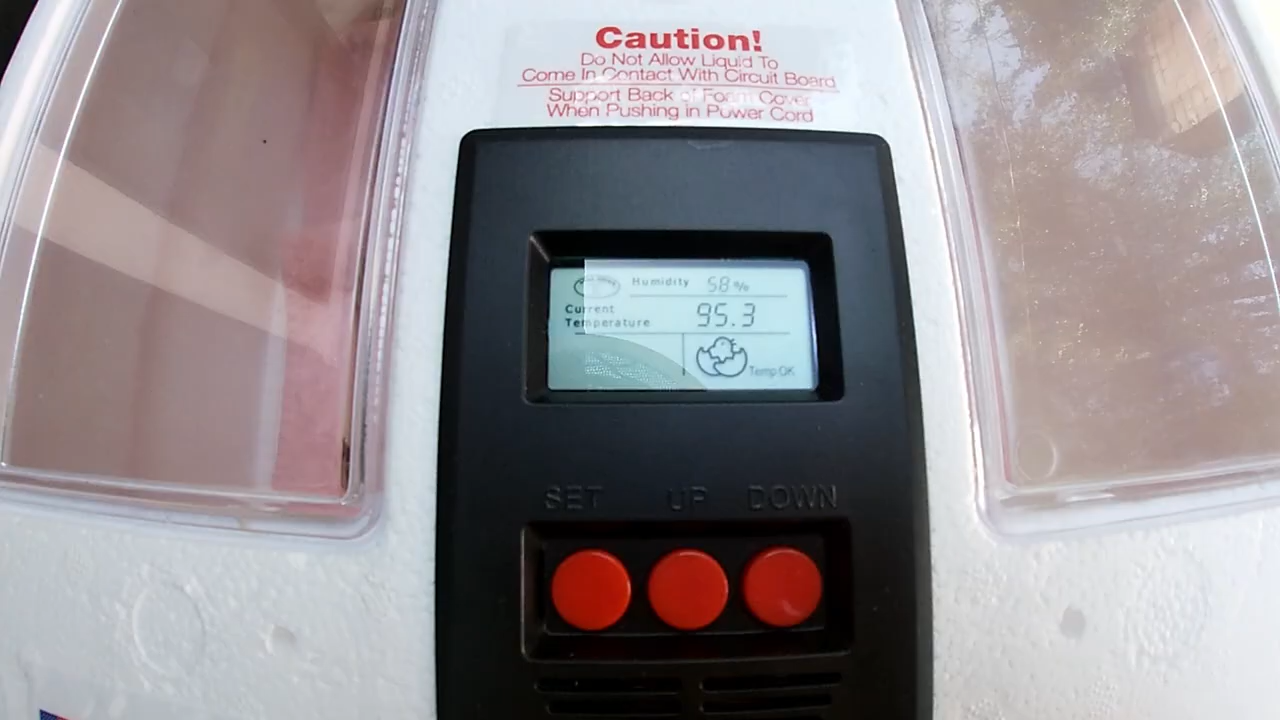 Caution!
Do Not Allow Liquid To
Come In Contact With Circuit Board
Support Back of Foam Cover
When Pushing in Power Cord
Humidity 58%
Current
Temperature 95.3
Temp OK
SET UP DOWN